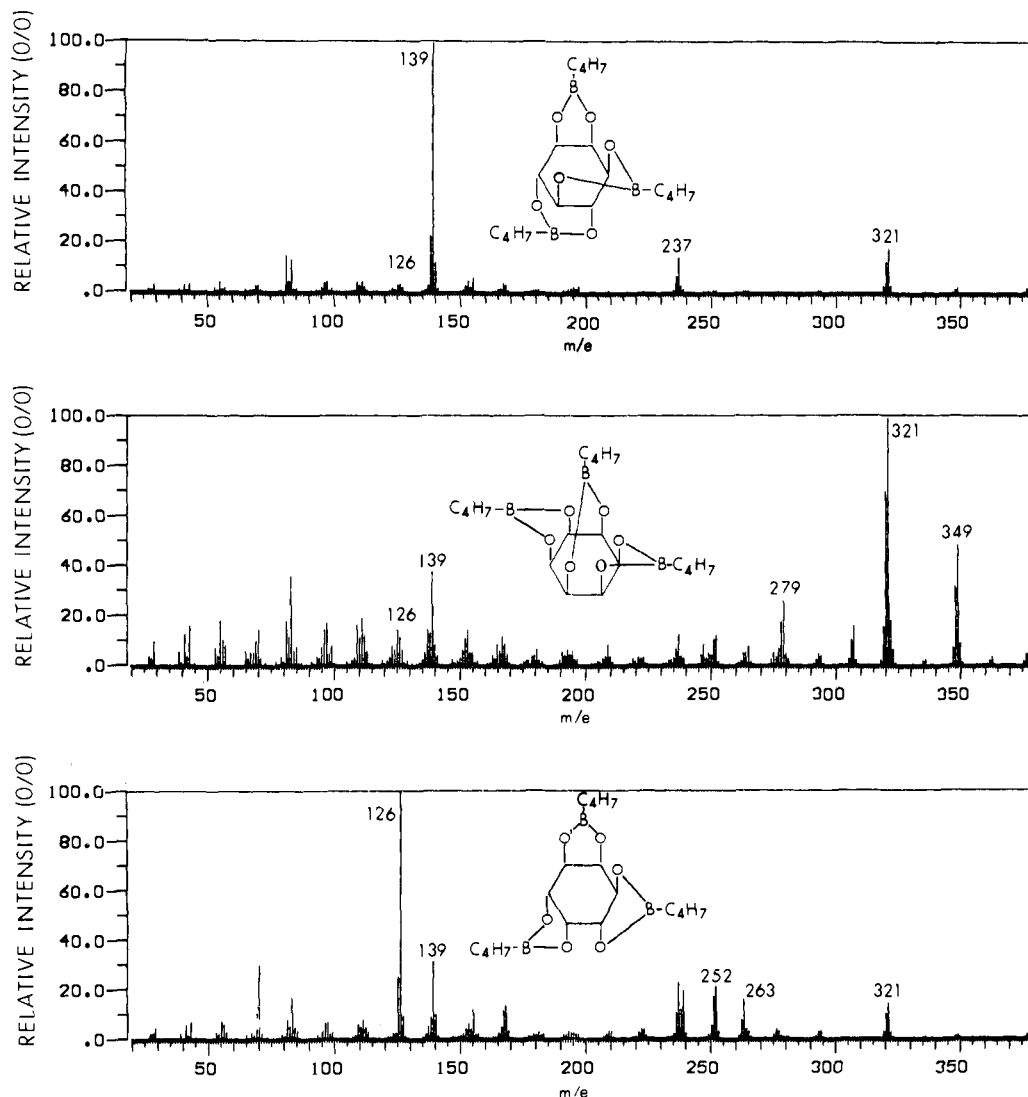 RELATIVE INTENSITY (0/0)
100.0
80.0
60.0
40.0
20.0
.0
139
126
237
321
C4H7
B
O O
O
O B-C4H7
O
C4H7-B O
50 100 150 200 250 300 350
m/e
RELATIVE INTENSITY (0/0)
100.0
80.0
60.0
40.0
20.0
.0
321
349
139
126
279
C4H7
B
C4H7-B O O
O O
O O B-C4H7
50 100 150 200 250 300 350
m/e
RELATIVE INTENSITY (0/0)
100.0
80.0
60.0
40.0
20.0
.0
126
139
252
263
321
C4H7
B
O O
O
B-C4H7
O
C4H7-B O O
50 100 150 200 250 300 350
m/e